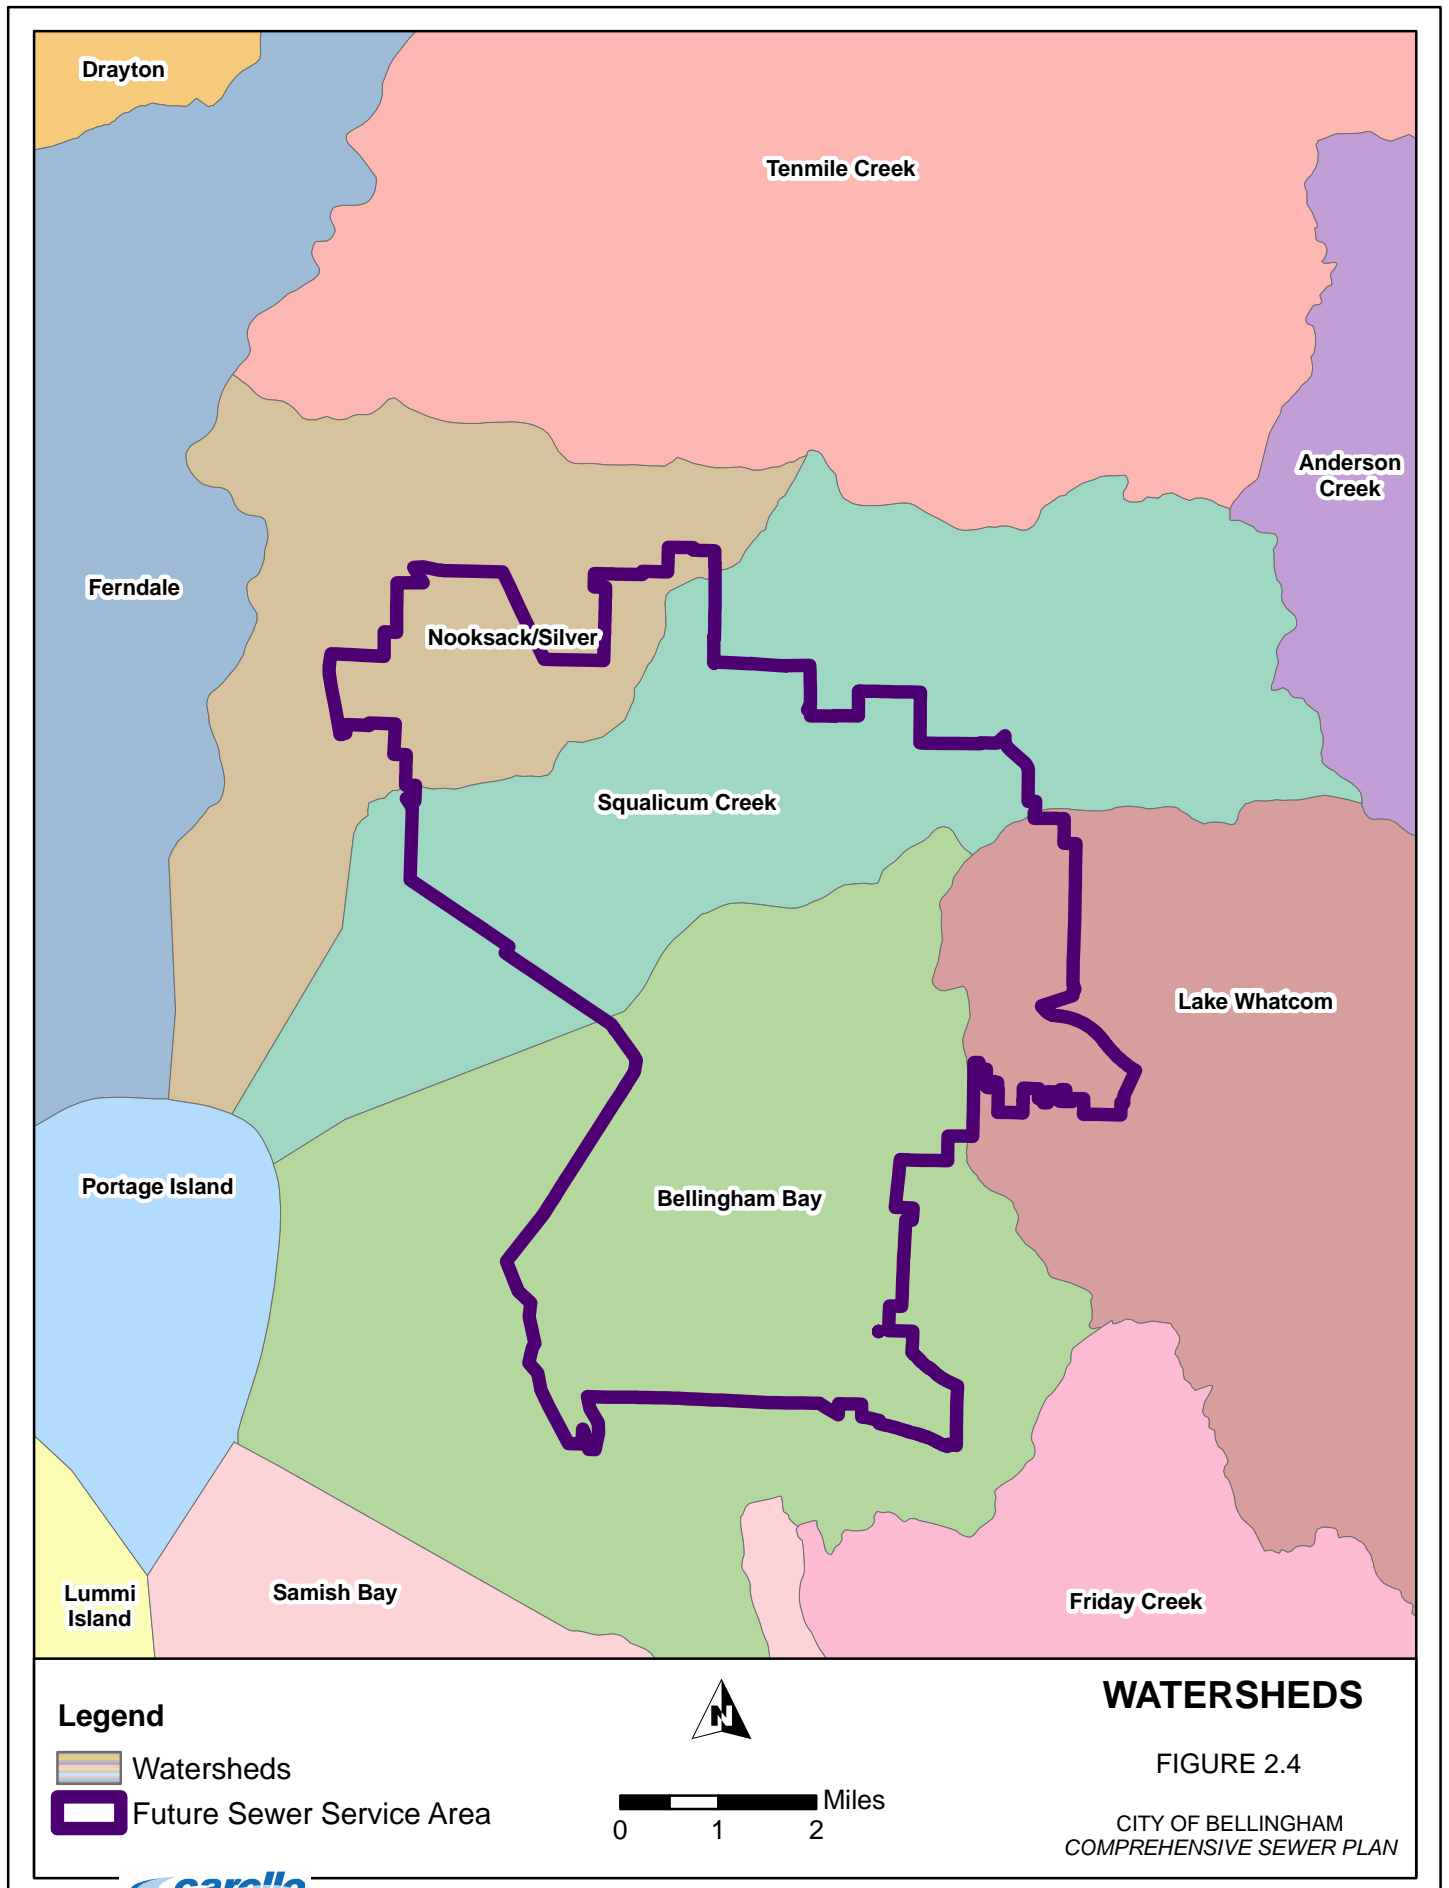 Drayton
Tenmile Creek
Anderson
Creek
Ferndale
Nooksack/Silver
Squalicum Creek
Lake Whatcom
Portage Island
Bellingham Bay
Lummi
Island
Samish Bay
Friday Creek
Legend
Watersheds
Future Sewer Service Area
N
Miles
0 1 2
WATERSHEDS
FIGURE 2.4
CITY OF BELLINGHAM
COMPREHENSIVE SEWER PLAN
carollo